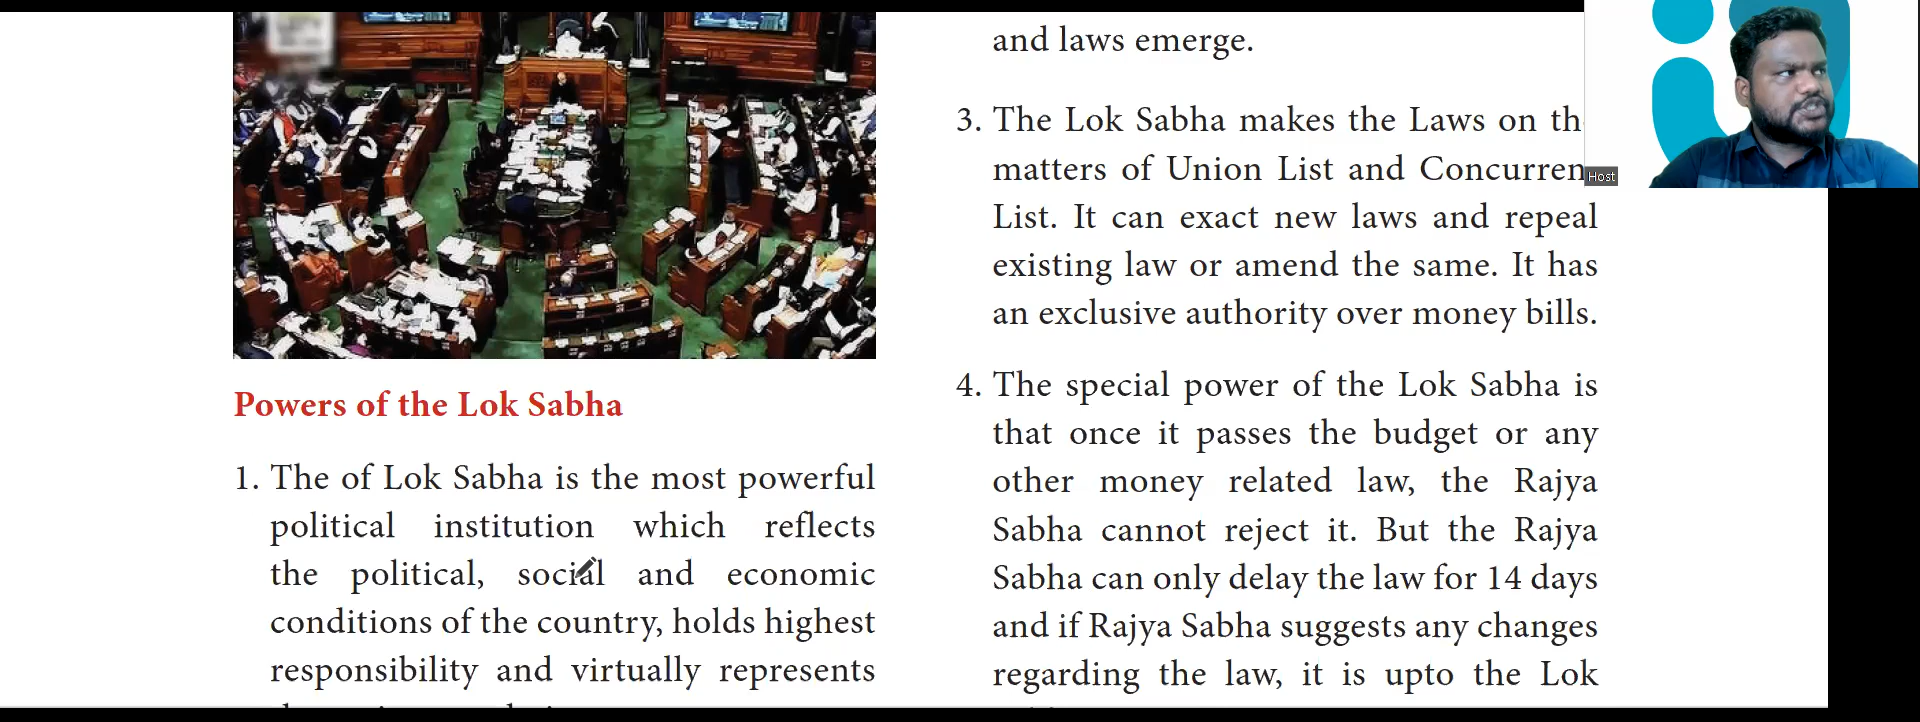 Powers of the Lok Sabha
1. The of Lok Sabha is the most powerful
political institution which reflects
the political, social and economic
conditions of the country, holds highest
responsibility and virtually represents
and laws emerge.
3. The Lok Sabha makes the Laws on th
matters of Union List and Concurren
List. It can exact new laws and repeal
existing law or amend the same. It has
an exclusive authority over money bills.
4. The special power of the Lok Sabha is
that once it passes the budget or any
other money related law, the Rajya
Sabha cannot reject it. But the Rajya
Sabha can only delay the law for 14 days
and if Rajya Sabha suggests any changes
regarding the law, it is upto the Lok
Host